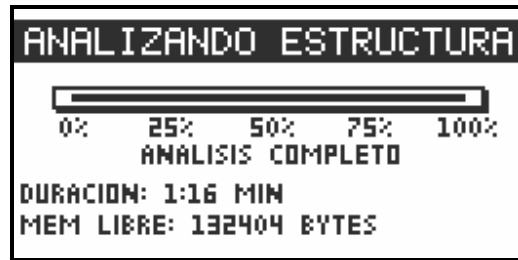 ANALIZANDO ESTRUCTURA
0% 25% 50% 75% 100%
ANALISIS COMPLETO
DURACION: 1:16 MIN
MEM LIBRE: 132404 BYTES